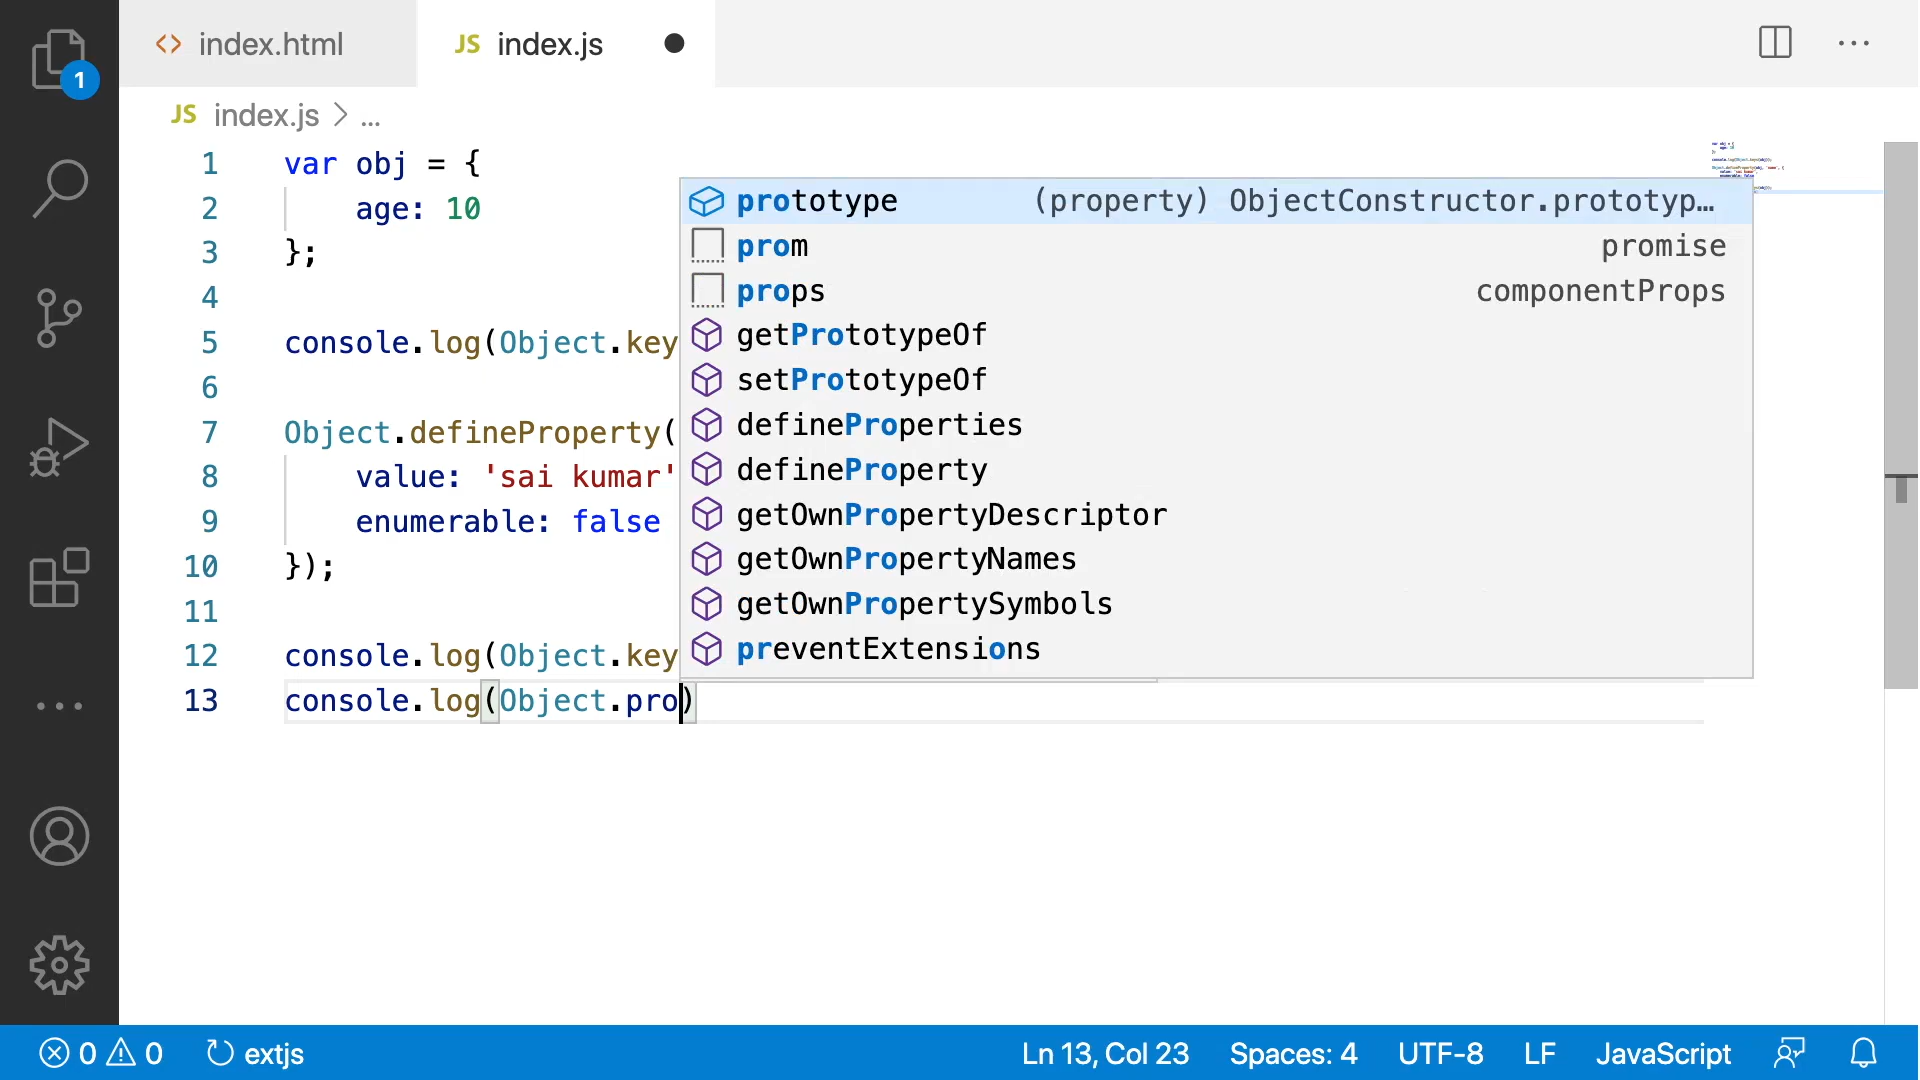 index.html JS index.js
1
JS index.js > ...
1 var obj = {
2 age: 10
3 };
4
5 console.log(Object.key
6
7 Object.defineProperty(
8 value: 'sai kumar'
9 enumerable: false
10 });
11
12 console.log(Object.key
13 console.log(Object.pro)
prototype (property) ObjectConstructor.prototyp…
prom promise
props componentProps
getPrototypeOf
setPrototypeOf
defineProperties
defineProperty
getOwnPropertyDescriptor
getOwnPropertyNames
getOwnPropertySymbols
preventExtensions
0 0 extjs Ln 13, Col 23 Spaces: 4 UTF-8 LF JavaScript